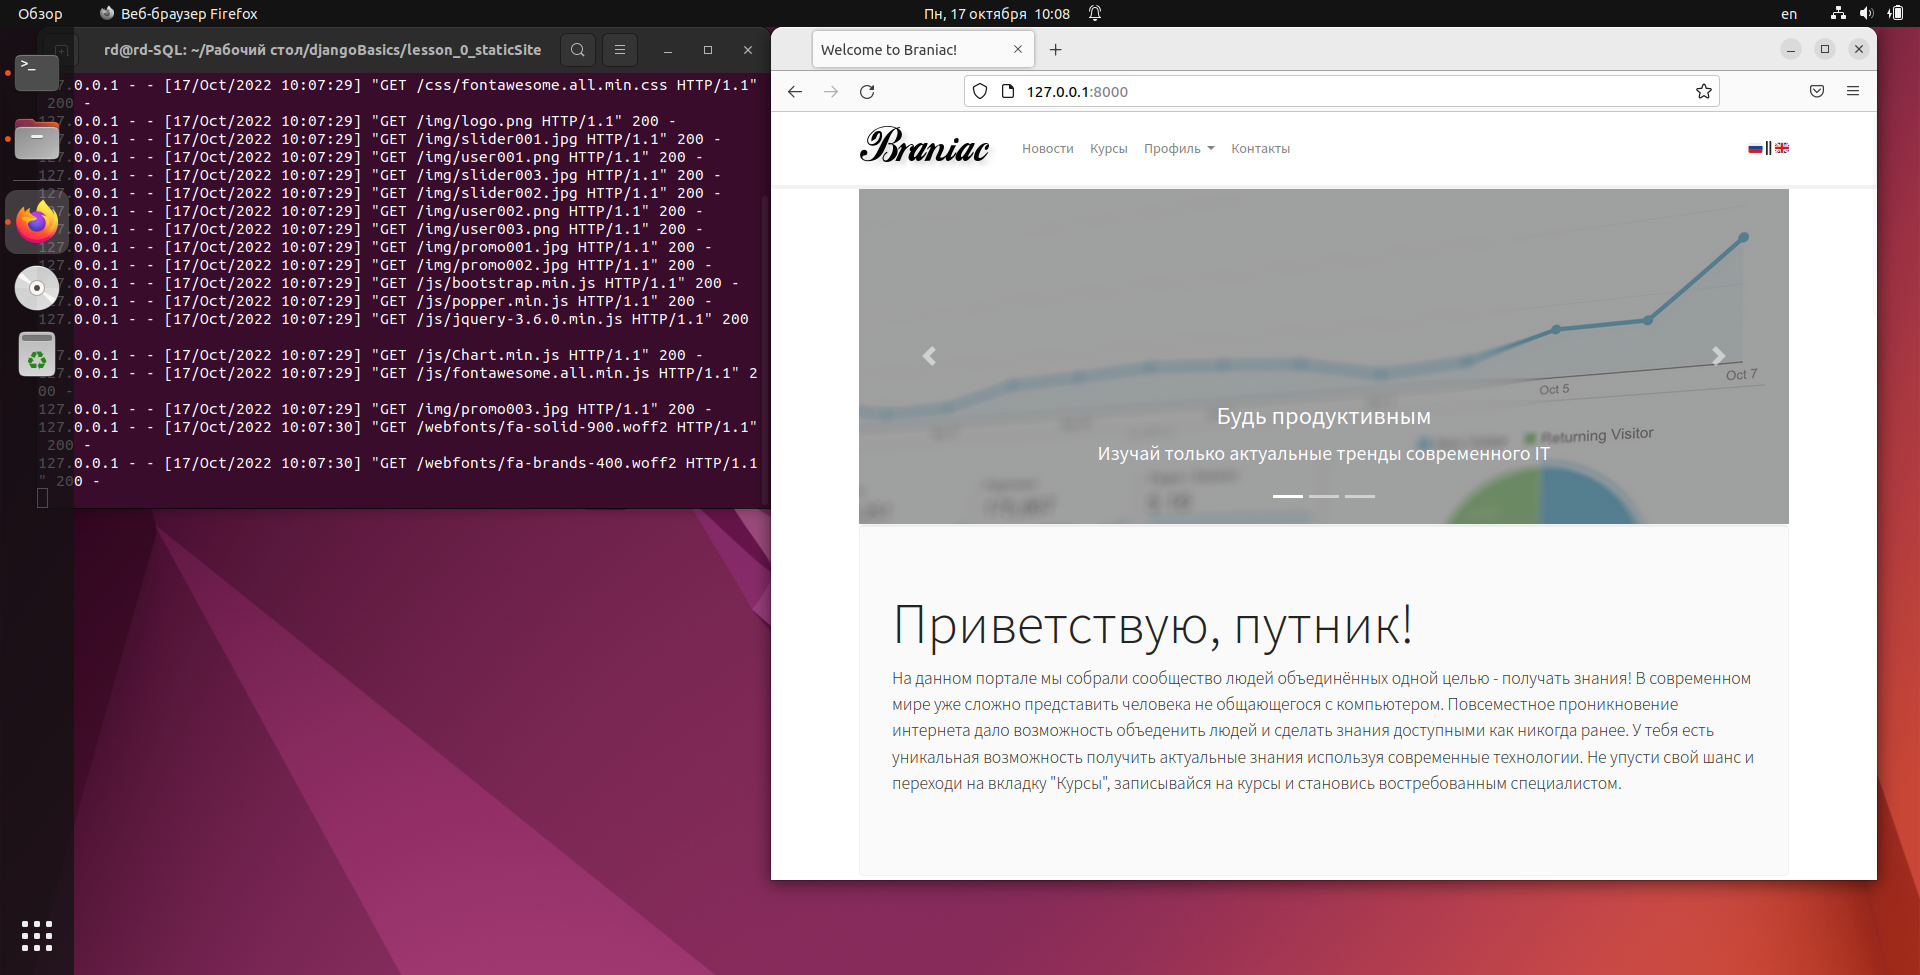 Обзор
Веб-браузер Firefox
Пн, 17 октября 10:08
en
rd@rd-SQL: ~/Рабочий стол/djangoBasics/lesson_0_staticSite
127.0.0.1 - - [17/Oct/2022 10:07:29] "GET /css/fontawesome.all.min.css HTTP/1.1"
200 -
127.0.0.1 - - [17/Oct/2022 10:07:29] "GET /img/logo.png HTTP/1.1" 200 -
127.0.0.1 - - [17/Oct/2022 10:07:29] "GET /img/slider001.jpg HTTP/1.1" 200 -
127.0.0.1 - - [17/Oct/2022 10:07:29] "GET /img/user001.png HTTP/1.1" 200 -
127.0.0.1 - - [17/Oct/2022 10:07:29] "GET /img/slider003.jpg HTTP/1.1" 200 -
127.0.0.1 - - [17/Oct/2022 10:07:29] "GET /img/slider002.jpg HTTP/1.1" 200 -
127.0.0.1 - - [17/Oct/2022 10:07:29] "GET /img/user002.png HTTP/1.1" 200 -
127.0.0.1 - - [17/Oct/2022 10:07:29] "GET /img/user003.png HTTP/1.1" 200 -
127.0.0.1 - - [17/Oct/2022 10:07:29] "GET /img/promo001.jpg HTTP/1.1" 200 -
127.0.0.1 - - [17/Oct/2022 10:07:29] "GET /img/promo002.jpg HTTP/1.1" 200 -
127.0.0.1 - - [17/Oct/2022 10:07:29] "GET /js/bootstrap.min.js HTTP/1.1" 200 -
127.0.0.1 - - [17/Oct/2022 10:07:29] "GET /js/popper.min.js HTTP/1.1" 200 -
127.0.0.1 - - [17/Oct/2022 10:07:29] "GET /js/jquery-3.6.0.min.js HTTP/1.1" 200
127.0.0.1 - - [17/Oct/2022 10:07:29] "GET /js/Chart.min.js HTTP/1.1" 200 -
127.0.0.1 - - [17/Oct/2022 10:07:29] "GET /js/fontawesome.all.min.js HTTP/1.1" 2
00 -
127.0.0.1 - - [17/Oct/2022 10:07:29] "GET /img/promo003.jpg HTTP/1.1" 200 -
127.0.0.1 - - [17/Oct/2022 10:07:30] "GET /webfonts/fa-solid-900.woff2 HTTP/1.1"
200 -
127.0.0.1 - - [17/Oct/2022 10:07:30] "GET /webfonts/fa-brands-400.woff2 HTTP/1.1
" 200 -
Welcome to Braniac!
127.0.0.1:8000
Braniac
Новости Курсы Профиль Контакты
||
Oct 5
Oct 7
Returning Visitor
Будь продуктивным
Изучай только актуальные тренды современного IT
Приветствую, путник!
На данном портале мы собрали сообщество людей объединённых одной целью - получать знания! В современном
мире уже сложно представить человека не общающегося с компьютером. Повсеместное проникновение
интернета дало возможность объеденить людей и сделать знания доступными как никогда ранее. У тебя есть
уникальная возможность получить актуальные знания используя современные технологии. Не упусти свой шанс и
переходи на вкладку "Курсы", записывайся на курсы и становись востребованным специалистом.